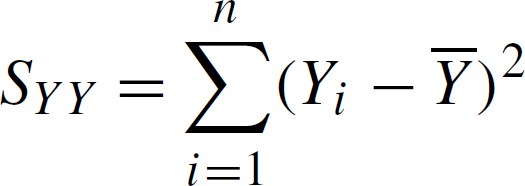 $S_{YY} = \sum_{i=1}^{n} (Y_i - \overline{Y})^2$